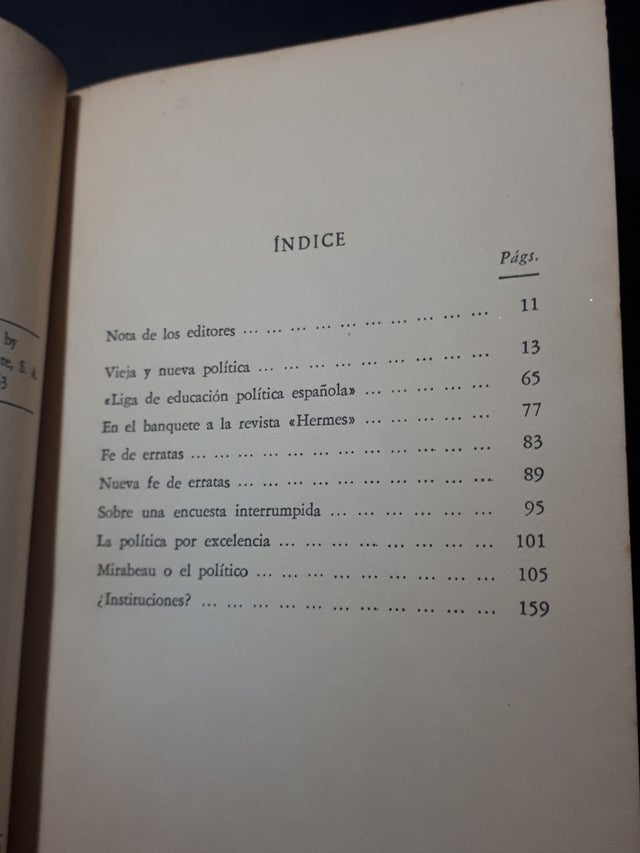 by
S. A.
3
ÍNDICE
Págs.
Nota de los editores ... ... ... ... ... ... ... ... ... ... 11
Vieja y nueva política ... ... ... ... ... ... ... ... ... 13
«Liga de educación política española» ... ... ... ... ... 65
En el banquete a la revista «Hermes» ... ... ... ... ... 77
Fe de erratas ... ... ... ... ... ... ... ... ... ... ... ... 83
Nueva fe de erratas ... ... ... ... ... ... ... ... ... ... 89
Sobre una encuesta interrumpida ... ... ... ... ... ... 95
La política por excelencia ... ... ... ... ... ... ... ... 101
Mirabeau o el político ... ... ... ... ... ... ... ... ... 105
¿Instituciones? ... ... ... ... ... ... ... ... ... ... ... 159